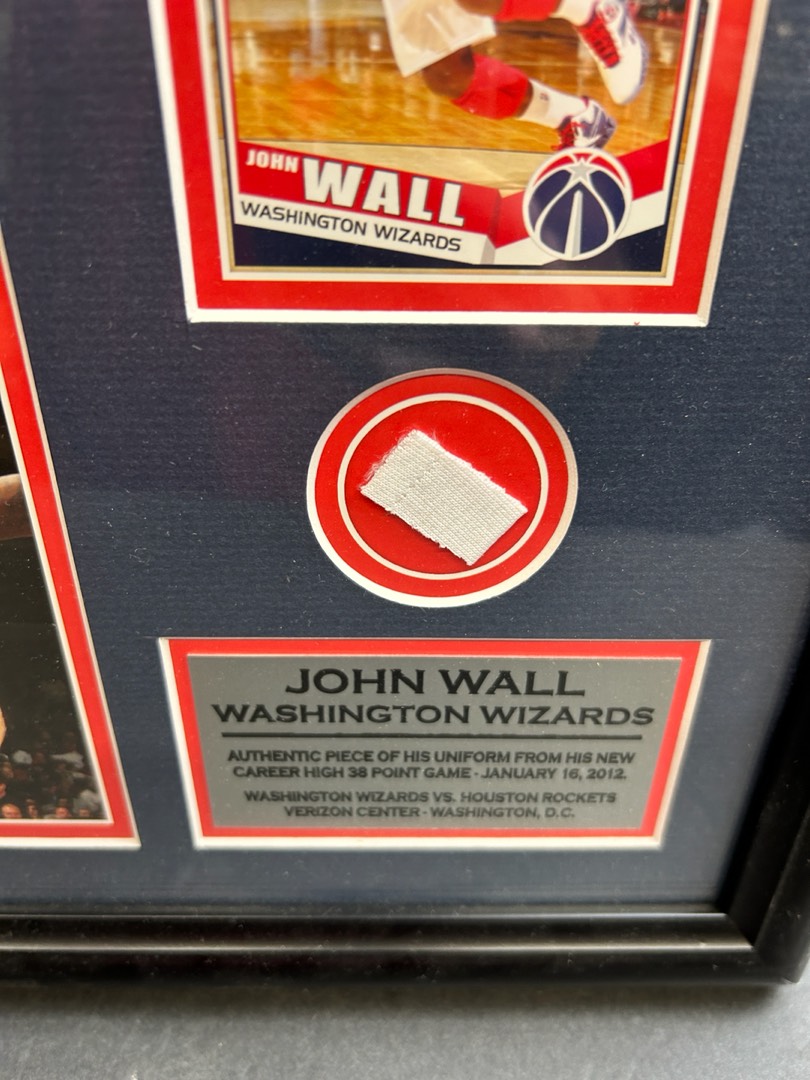 JOHN WALL
WASHINGTON WIZARDS
JOHN WALL
WASHINGTON WIZARDS
AUTHENTIC PIECE OF HIS UNIFORM FROM HIS NEW
CAREER HIGH 38 POINT GAME - JANUARY 16, 2012.
WASHINGTON WIZARDS VS. HOUSTON ROCKETS
VERIZON CENTER - WASHINGTON, D.C.